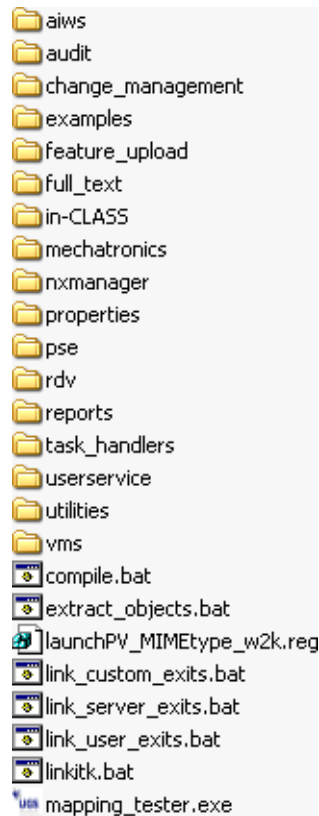 aiws
audit
change_management
examples
feature_upload
full_text
in-CLASS
mechatronics
nxmanager
properties
pse
rdv
reports
task_handlers
userservice
utilities
vms
compile.bat
extract_objects.bat
launchPV_MIMEtype_w2k.reg
link_custom_exits.bat
link_server_exits.bat
link_user_exits.bat
linkitk.bat
mapping_tester.exe